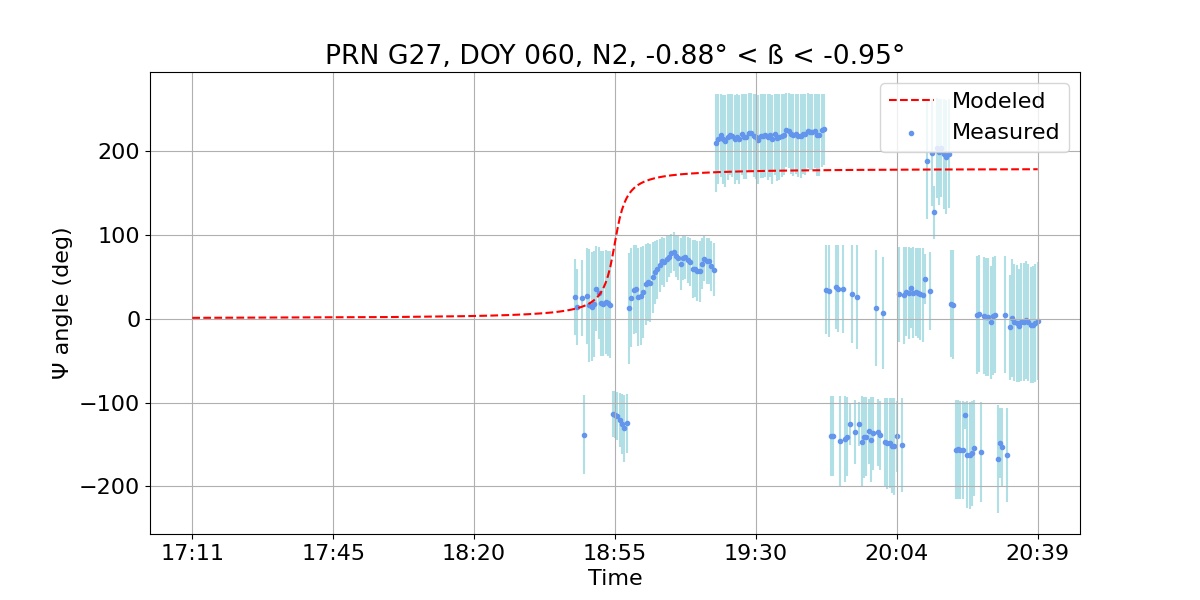 PRN G27, DOY 060, N2, -0.88° < ß < -0.95°
Modeled
Measured
Ψ angle (deg)
200
100
0
−100
−200
17:11 17:45 18:20 18:55 19:30 20:04 20:39
Time